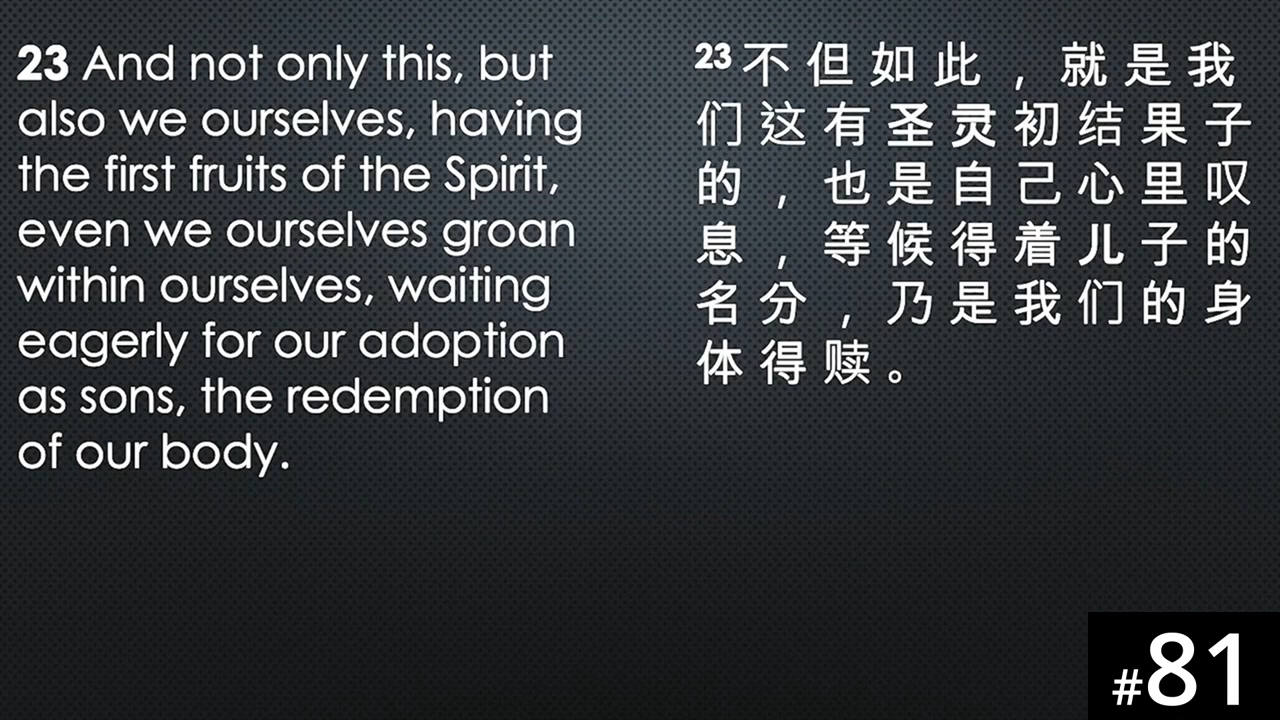 23 And not only this, but
also we ourselves, having
the first fruits of the Spirit,
even we ourselves groan
within ourselves, waiting
eagerly for our adoption
as sons, the redemption
of our body.
23 不但如此，就是我
们这有圣灵初结果子
的，也是自己心里叹
息，等候得着儿子的
名分，乃是我们的身
体得赎。
#81